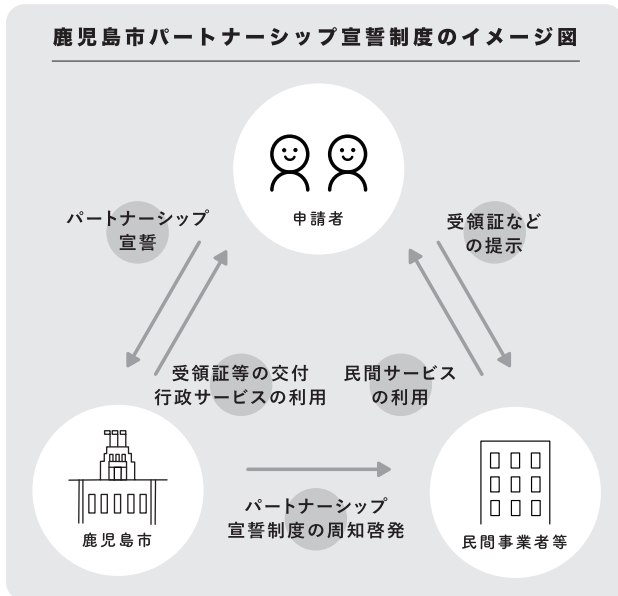 鹿児島市パートナーシップ宣誓制度のイメージ図
申請者
パートナーシップ
宣誓
受領証など
の提示
受領証等の交付
行政サービスの利用
民間サービス
の利用
鹿児島市
パートナーシップ
宣誓制度の周知啓発
民間事業者等